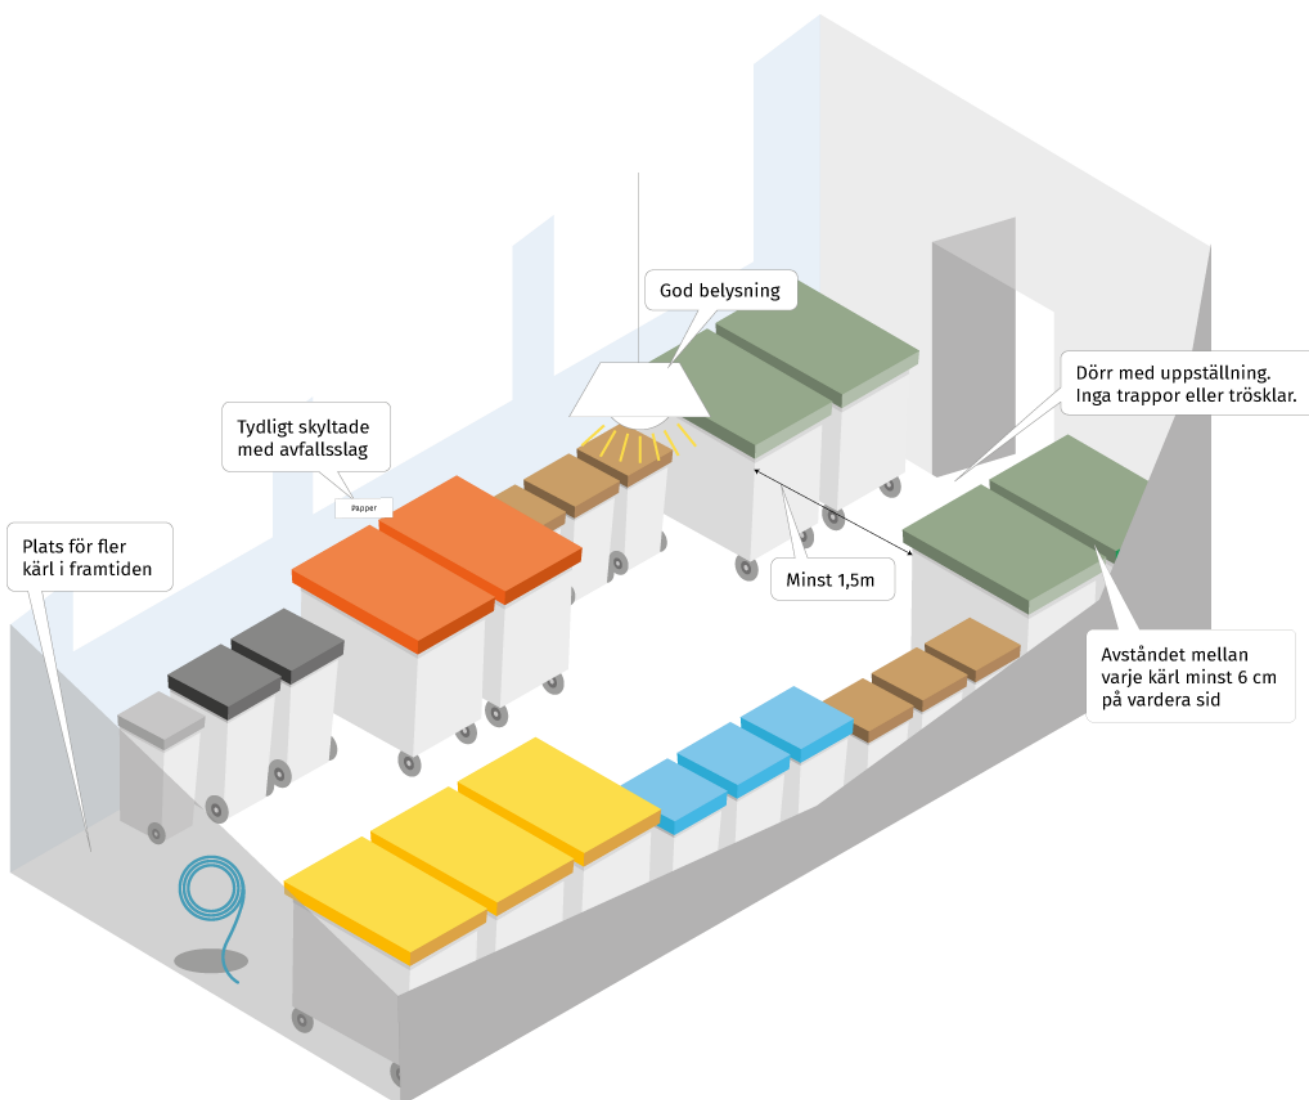 God belysning
Dörr med uppställning.
Inga trappor eller trösklar.
Tydligt skyltade
med avfallsslag
Papper
Plats för fler
kärl i framtiden
Minst 1,5m
Avståndet mellan
varje kärl minst 6 cm
på vardera sid